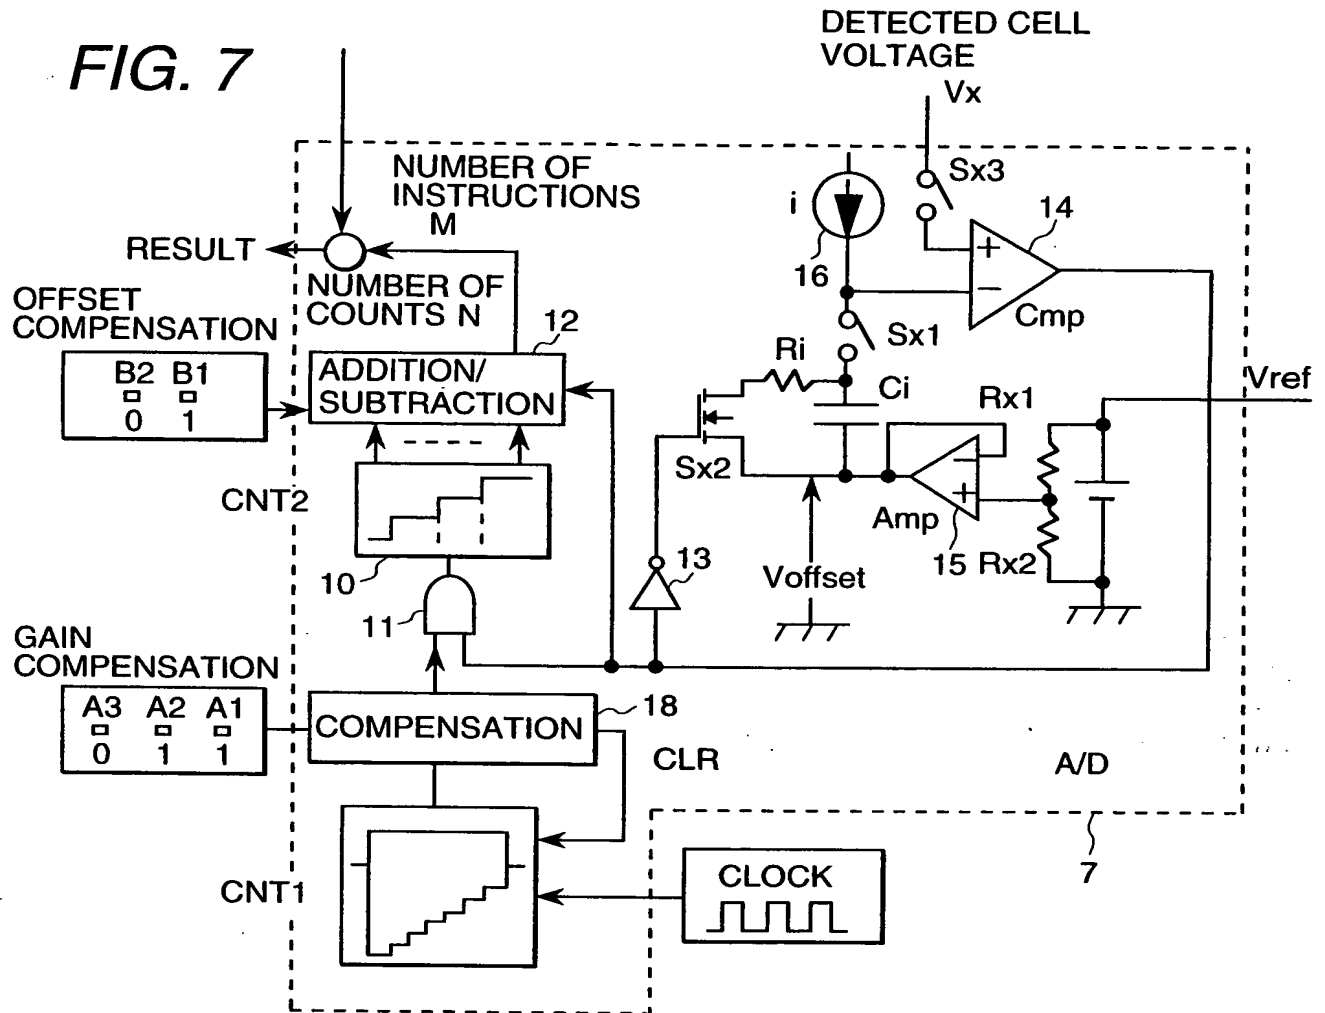 FIG. 7
DETECTED CELL
VOLTAGE
Vx
NUMBER OF
INSTRUCTIONS
M
RESULT
NUMBER OF
COUNTS N
i
16
Sx3
14
+
−
Cmp
Sx1
OFFSET
COMPENSATION
B2 B1
0 1
12
ADDITION/
SUBTRACTION
Ri
Ci
Sx2
Rx1
Vref
−
+
Amp
15
Rx2
CNT2
10
11
13
Voffset
GAIN
COMPENSATION
A3 A2 A1
0 1 1
COMPENSATION
18
CLR
A/D
7
CNT1
CLOCK